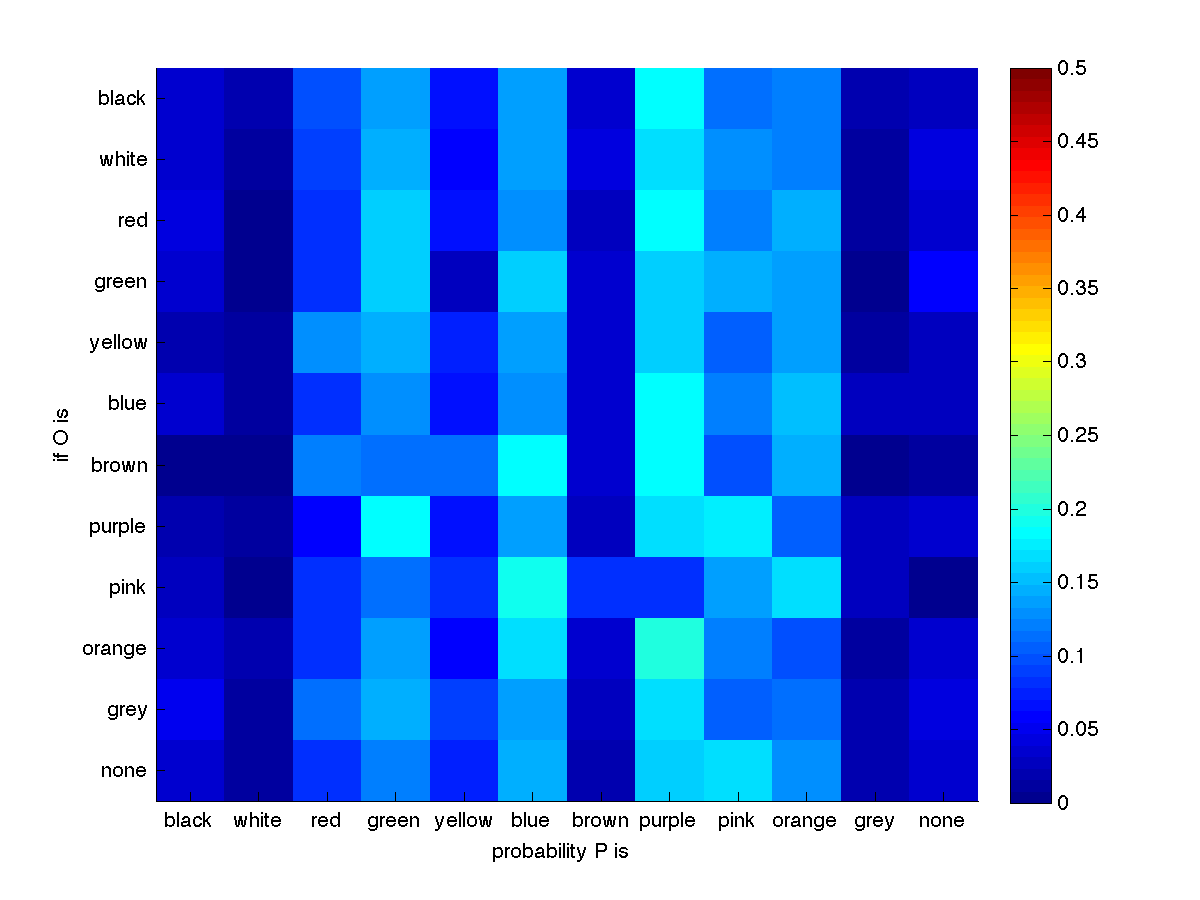 black
white
red
green
yellow
blue
brown
purple
pink
orange
grey
none
if O is
black white red green yellow blue brown purple pink orange grey none
probability P is
0.5
0.45
0.4
0.35
0.3
0.25
0.2
0.15
0.1
0.05
0